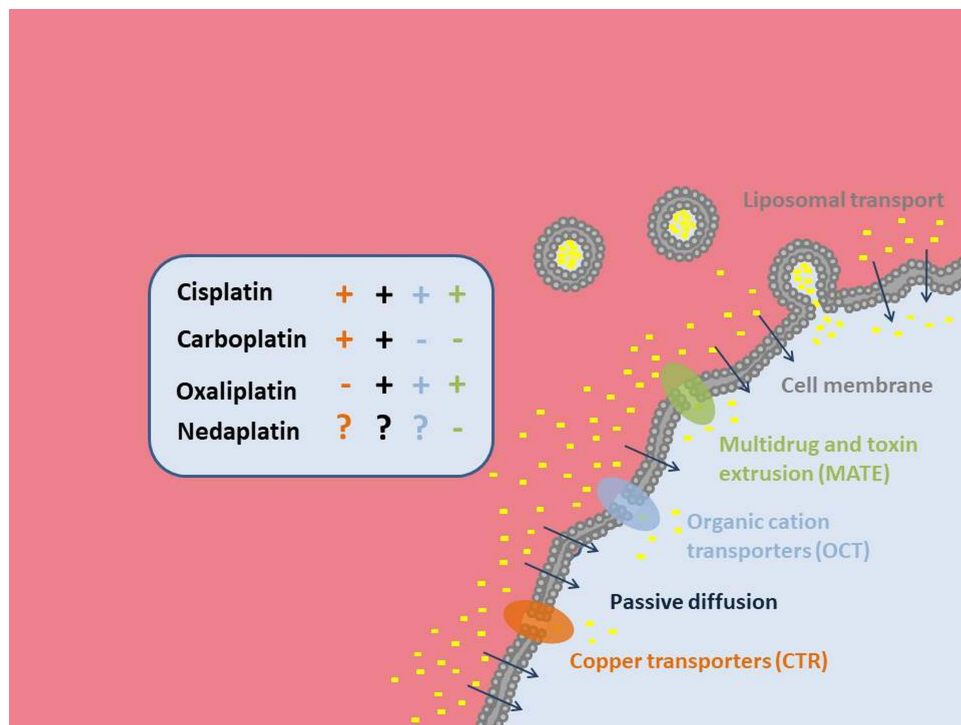 Liposomal transport
Cisplatin + + + +
Carboplatin + + - -
Oxaliplatin - + + +
Nedaplatin ? ? ? -
Cell membrane
Multidrug and toxin
extrusion (MATE)
Organic cation
transporters (OCT)
Passive diffusion
Copper transporters (CTR)